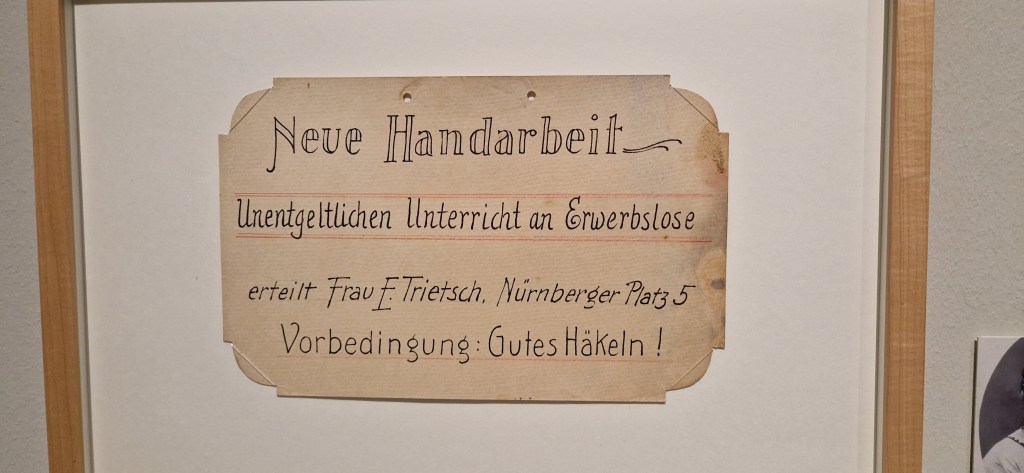 Neue Handarbeit
Unentgeltlichen Unterricht an Erwerbslose
erteilt Frau E. Trietsch, Nürnberger Platz 5
Vorbedingung: Gutes Häkeln!